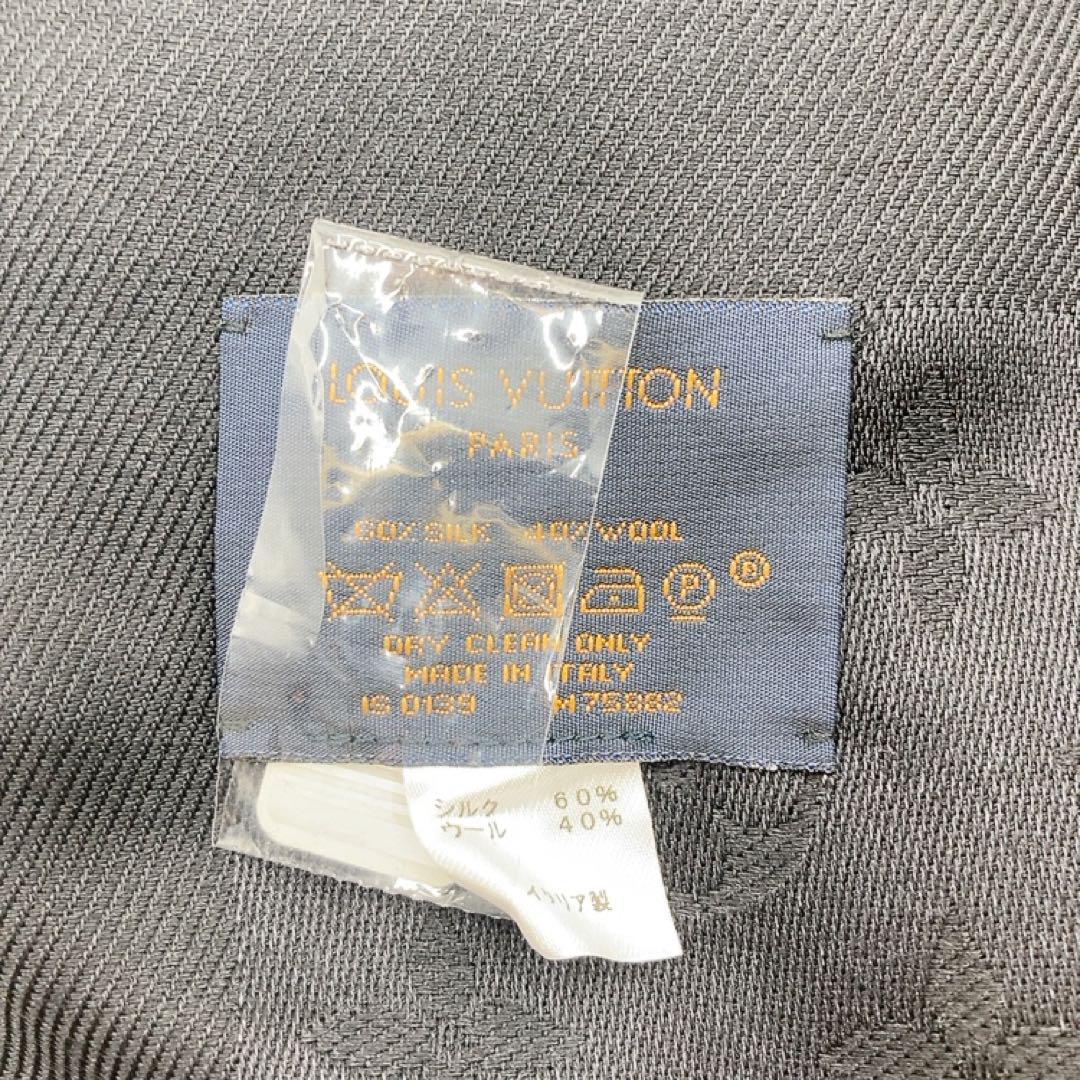 LOUIS VUITTON
PARIS
60% SILK 40% WOOL
P R
DRY CLEAN ONLY
MADE IN ITALY
IS 0139 M75882
シルク 60%
ウール 40%
イタリア製